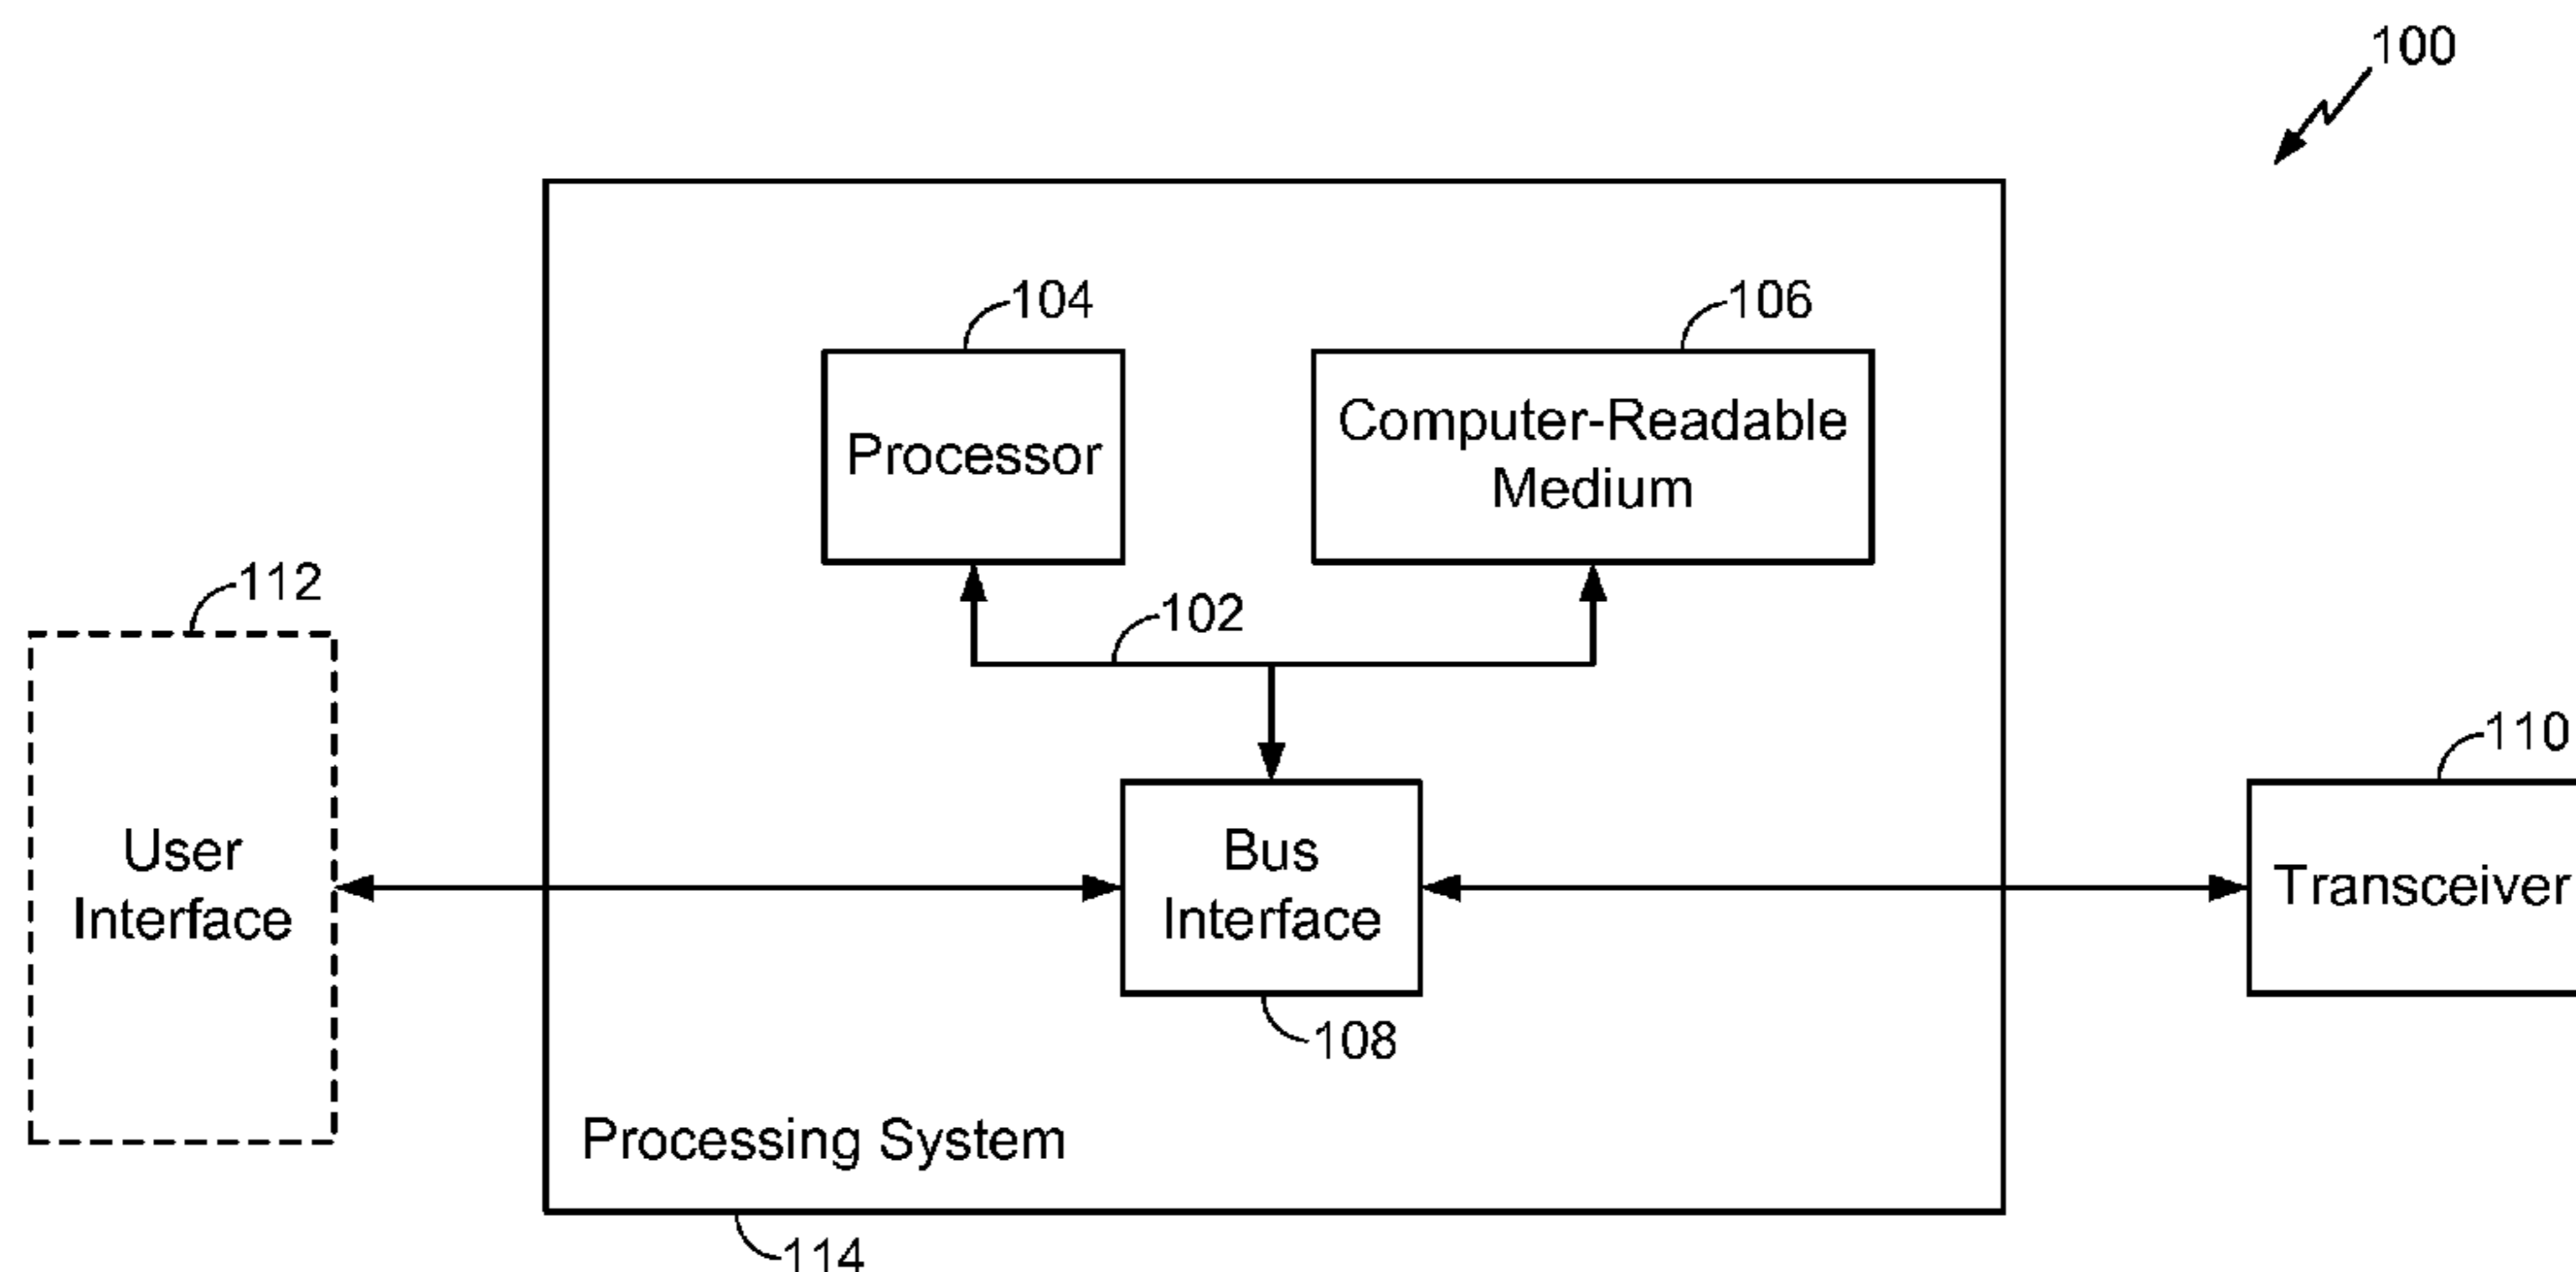 100
104
106
Processor
Computer-Readable
Medium
112
102
110
User
Interface
Bus
Interface
Transceiver
108
Processing System
114